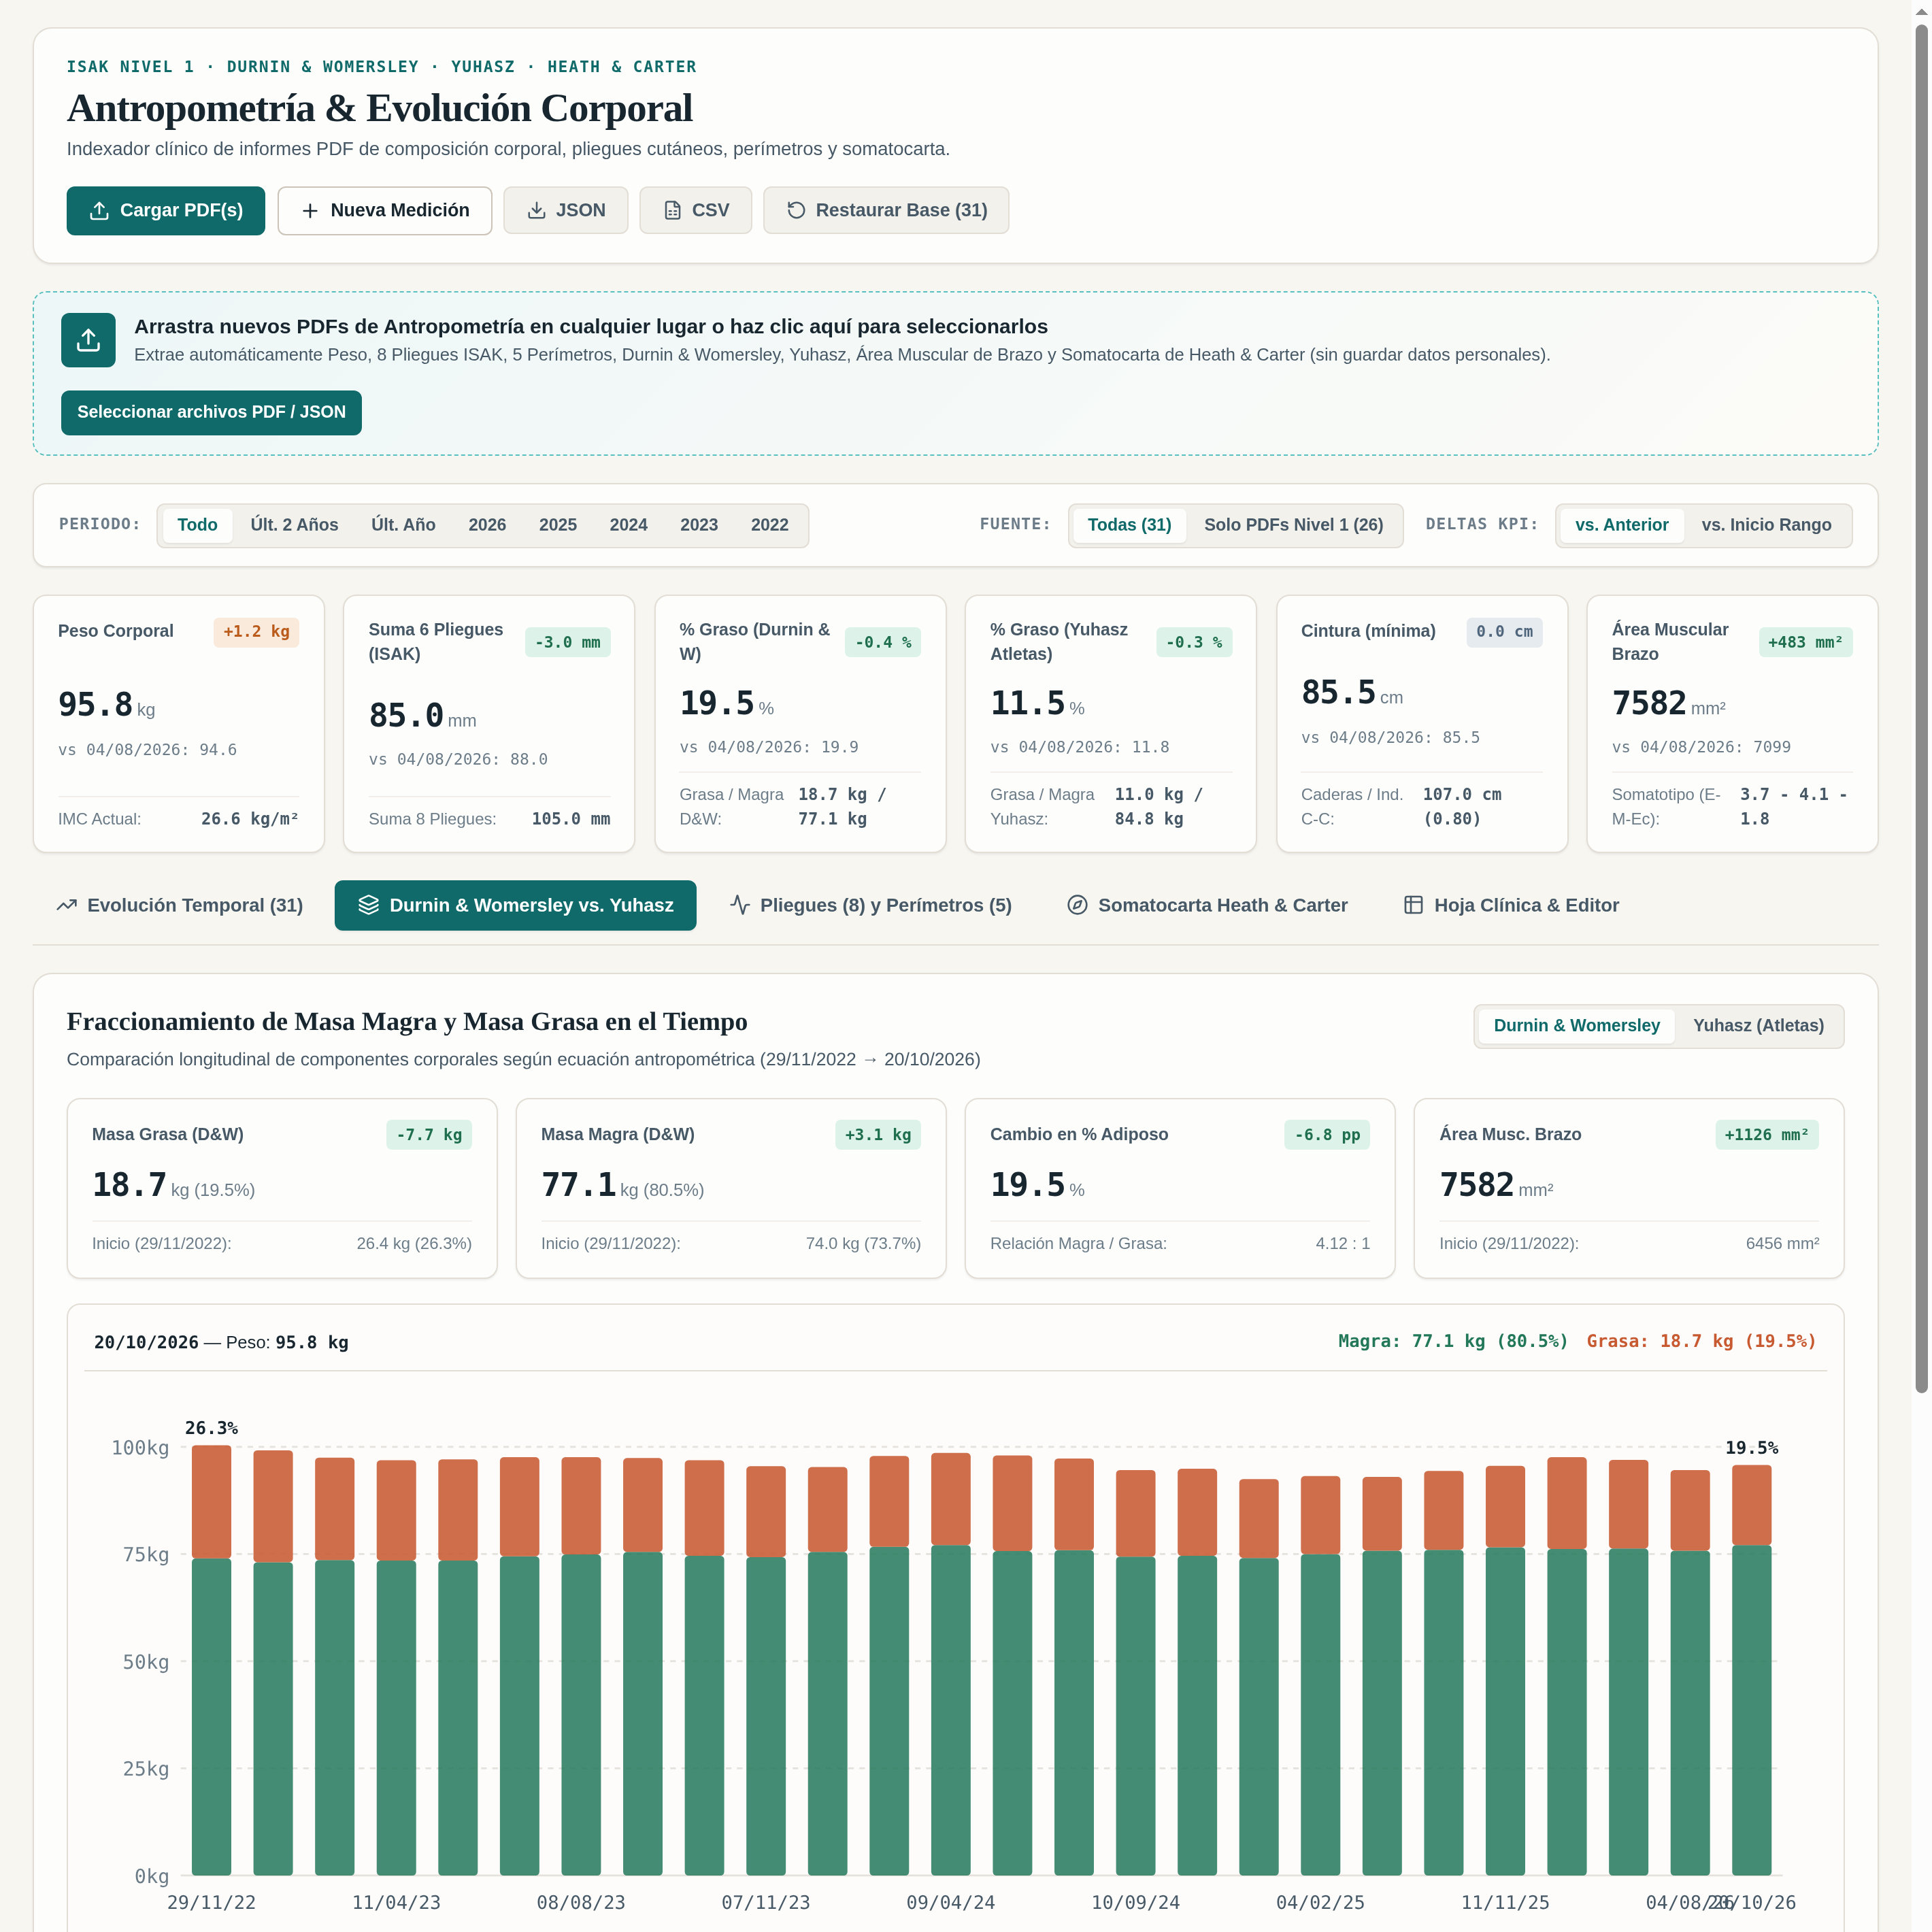 ISAK NIVEL 1 · DURNIN & WOMERSLEY · YUHASZ · HEATH & CARTER
Antropometría & Evolución Corporal
Indexador clínico de informes PDF de composición corporal, pliegues cutáneos, perímetros y somatocarta.
Cargar PDF(s) Nueva Medición JSON CSV Restaurar Base (31)
Arrastra nuevos PDFs de Antropometría en cualquier lugar o haz clic aquí para seleccionarlos
Extrae automáticamente Peso, 8 Pliegues ISAK, 5 Perímetros, Durnin & Womersley, Yuhasz, Área Muscular de Brazo y Somatocarta de Heath & Carter (sin guardar datos personales).
Seleccionar archivos PDF / JSON
PERIODO: Todo Últ. 2 Años Últ. Año 2026 2025 2024 2023 2022 FUENTE: Todas (31) Solo PDFs Nivel 1 (26) DELTAS KPI: vs. Anterior vs. Inicio Rango
Peso Corporal +1.2 kg
95.8 kg
vs 04/08/2026: 94.6
IMC Actual: 26.6 kg/m²
Suma 6 Pliegues
(ISAK)
-3.0 mm
85.0 mm
vs 04/08/2026: 88.0
Suma 8 Pliegues: 105.0 mm
% Graso (Durnin &
W)
-0.4 %
19.5 %
vs 04/08/2026: 19.9
Grasa / Magra 18.7 kg /
D&W: 77.1 kg
% Graso (Yuhasz
Atletas)
-0.3 %
11.5 %
vs 04/08/2026: 11.8
Grasa / Magra 11.0 kg /
Yuhasz: 84.8 kg
Cintura (mínima) 0.0 cm
85.5 cm
vs 04/08/2026: 85.5
Caderas / Ind. 107.0 cm
C-C: (0.80)
Área Muscular
Brazo
+483 mm²
7582 mm²
vs 04/08/2026: 7099
Somatotipo (E- 3.7 - 4.1 -
M-Ec): 1.8
Evolución Temporal (31) Durnin & Womersley vs. Yuhasz Pliegues (8) y Perímetros (5) Somatocarta Heath & Carter Hoja Clínica & Editor
Fraccionamiento de Masa Magra y Masa Grasa en el Tiempo
Durnin & Womersley Yuhasz (Atletas)
Comparación longitudinal de componentes corporales según ecuación antropométrica (29/11/2022 → 20/10/2026)
Masa Grasa (D&W) -7.7 kg
18.7 kg (19.5%)
Inicio (29/11/2022): 26.4 kg (26.3%)
Masa Magra (D&W) +3.1 kg
77.1 kg (80.5%)
Inicio (29/11/2022): 74.0 kg (73.7%)
Cambio en % Adiposo -6.8 pp
19.5 %
Relación Magra / Grasa: 4.12 : 1
Área Musc. Brazo +1126 mm²
7582 mm²
Inicio (29/11/2022): 6456 mm²
20/10/2026 — Peso: 95.8 kg Magra: 77.1 kg (80.5%) Grasa: 18.7 kg (19.5%)
26.3%
19.5%
100kg
75kg
50kg
25kg
0kg
29/11/22 11/04/23 08/08/23 07/11/23 09/04/24 10/09/24 04/02/25 11/11/25 04/08/26 20/10/26